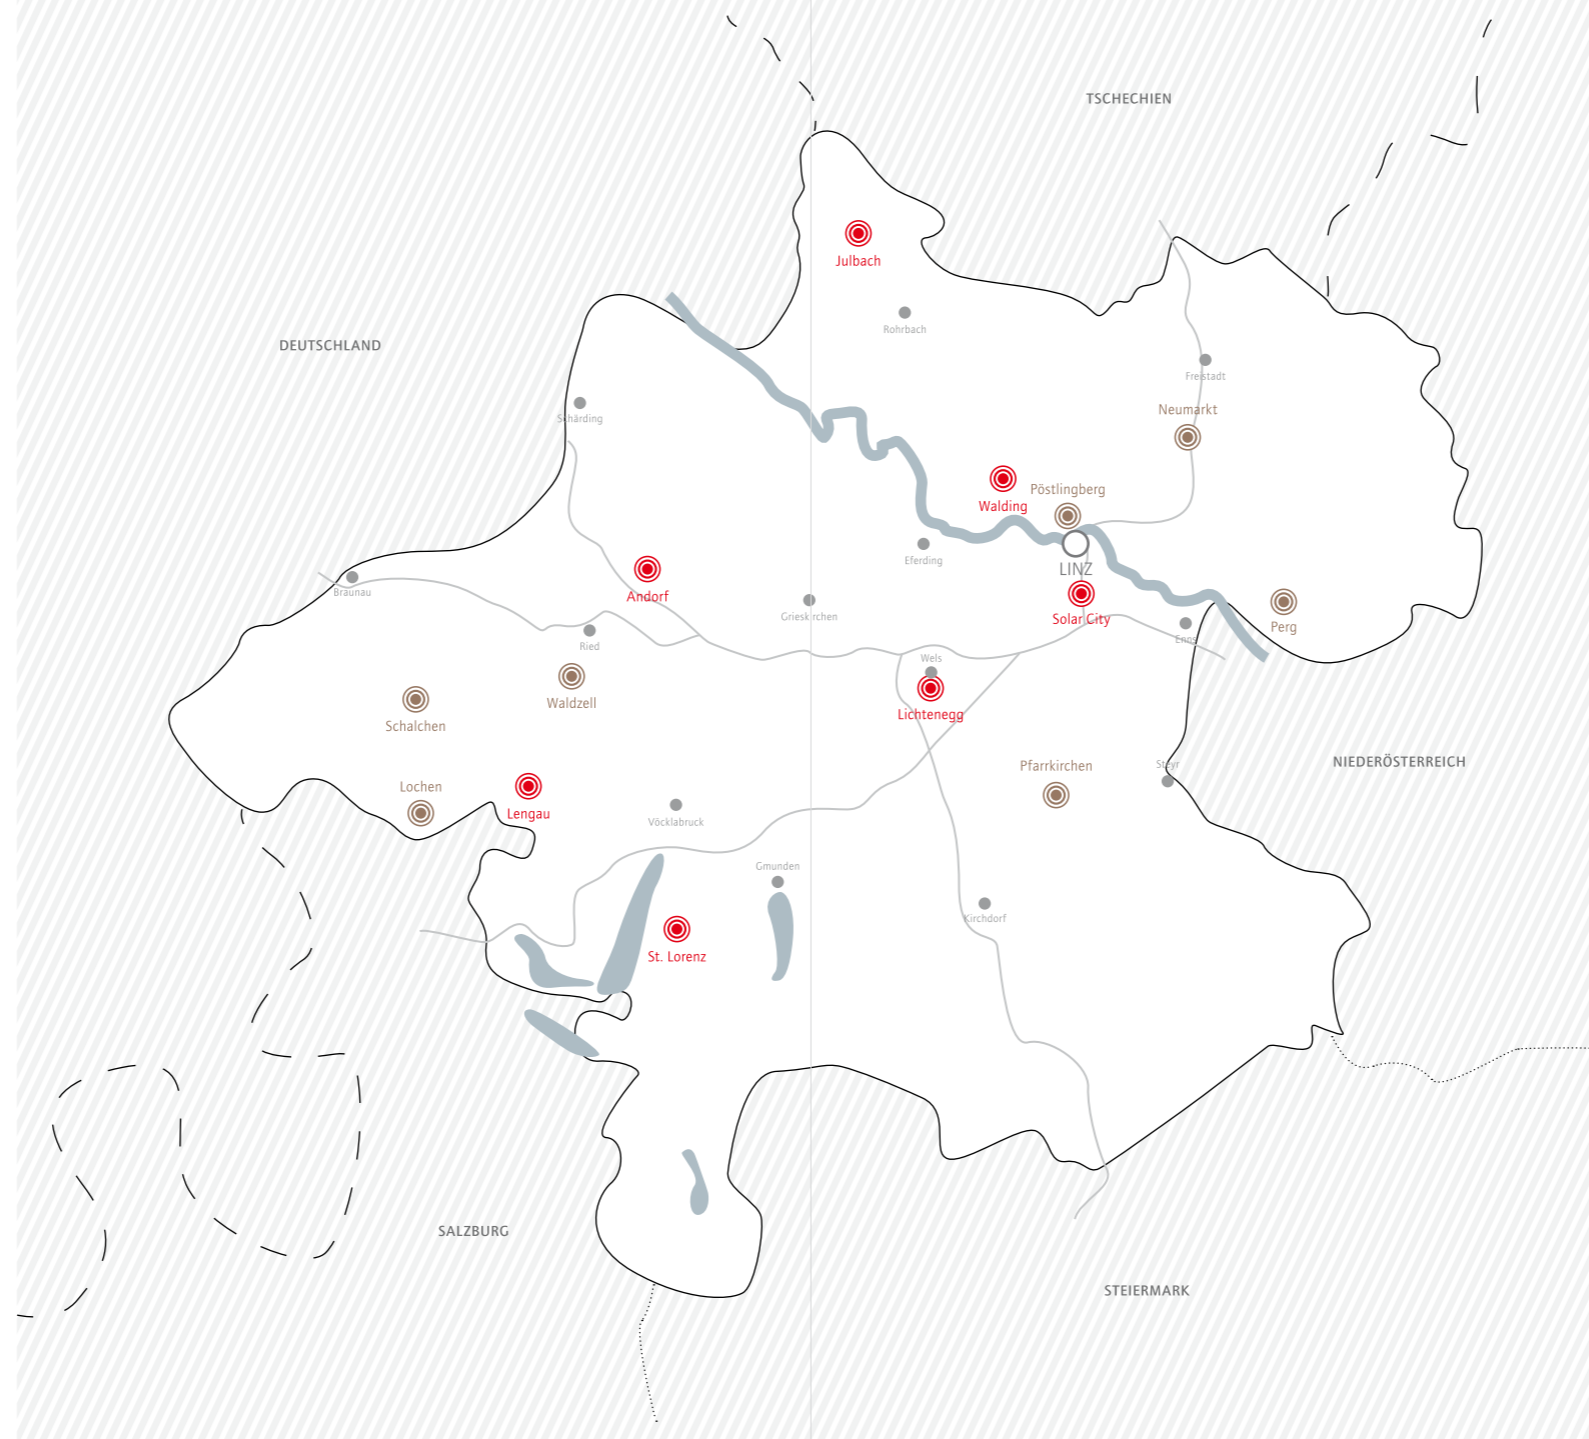 TSCHECHIEN
Julbach
Rohrbach
DEUTSCHLAND
Freistadt
Neumarkt
Schärding
Pöstlingberg
Walding
Eferding
LINZ
Braunau
Andorf
Grieskirchen
Solar City
Perg
Enns
Ried
Wels
Waldzell
Lichtenegg
Schalchen
NIEDERÖSTERREICH
Steyr
Pfarrkirchen
Lochen
Lengau
Vöcklabruck
Gmunden
Kirchdorf
St. Lorenz
SALZBURG
STEIERMARK